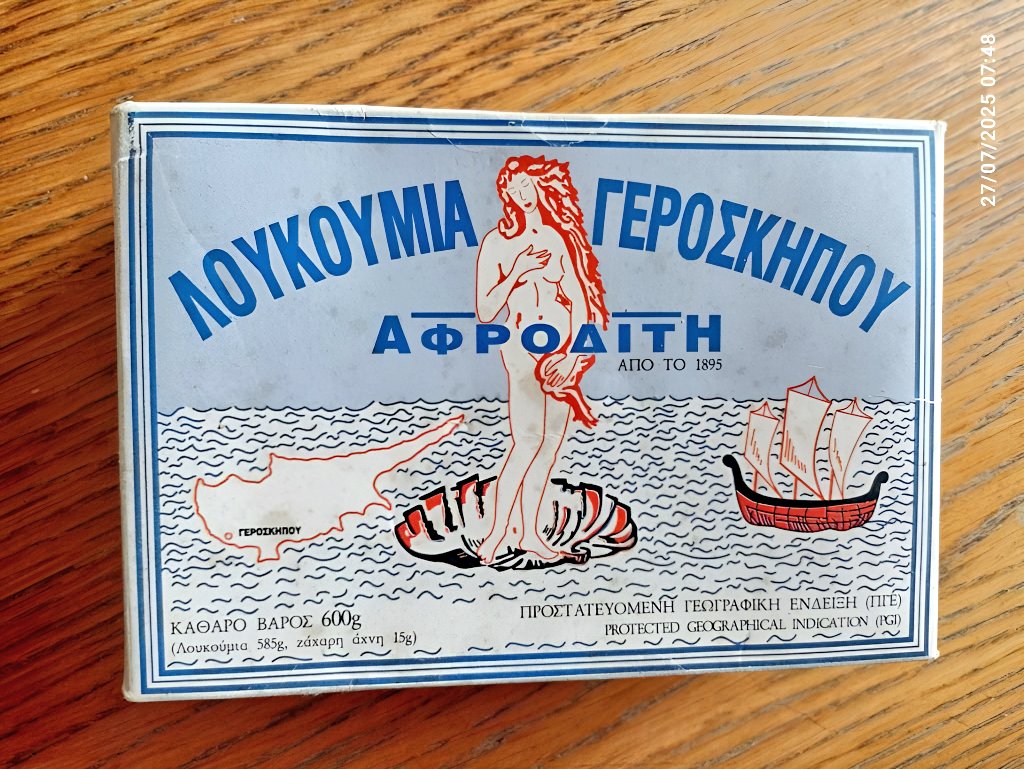 ΛΟΥΚΟΥΜΙΑ ΓΕΡΟΣΚΗΠΟΥ
ΑΦΡΟΔΙΤΗ
ΑΠΟ ΤΟ 1895
ΓΕΡΟΣΚΗΠΟΥ
ΚΑΘΑΡΟ ΒΑΡΟΣ 600g
(Λουκούμια 585g, ζάχαρη άχνη 15g)
ΠΡΟΣΤΑΤΕΥΟΜΕΝΗ ΓΕΩΓΡΑΦΙΚΗ ΕΝΔΕΙΞΗ (ΠΓΕ)
PROTECTED GEOGRAPHICAL INDICATION (PGI)
27/07/2025 07:48